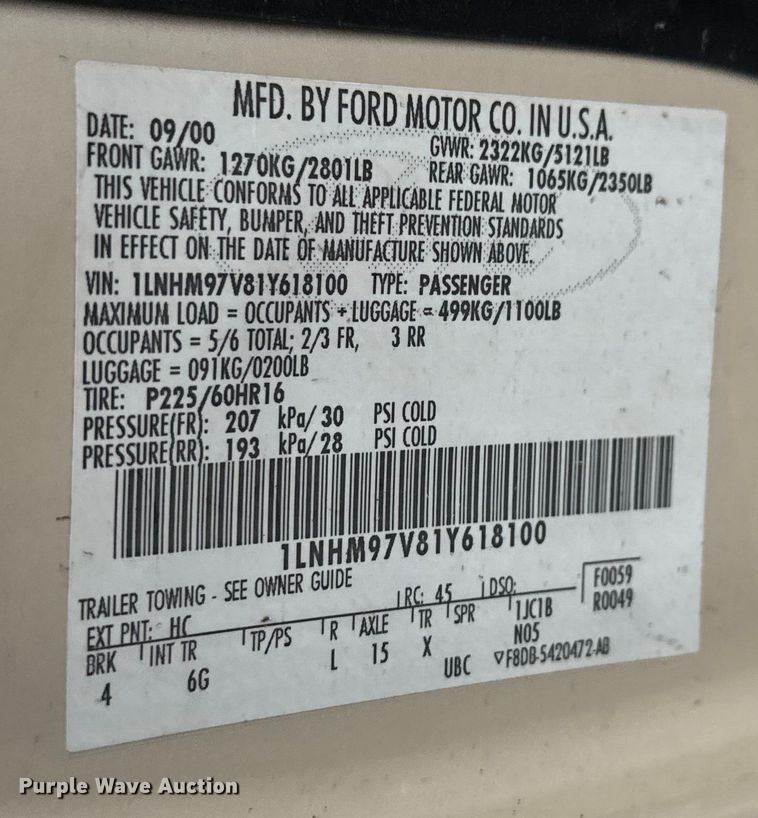 MFD. BY FORD MOTOR CO. IN U.S.A.
DATE: 09/00 GVWR: 2322KG/5121LB
FRONT GAWR: 1270KG/2801LB REAR GAWR: 1065KG/2350LB
THIS VEHICLE CONFORMS TO ALL APPLICABLE FEDERAL MOTOR
VEHICLE SAFETY, BUMPER, AND THEFT PREVENTION STANDARDS
IN EFFECT ON THE DATE OF MANUFACTURE SHOWN ABOVE.
VIN: 1LNHM97V81Y618100 TYPE: PASSENGER
MAXIMUM LOAD = OCCUPANTS + LUGGAGE = 499KG/1100LB
OCCUPANTS = 5/6 TOTAL; 2/3 FR, 3 RR
LUGGAGE = 091KG/0200LB
TIRE: P225/60HR16
PRESSURE(FR): 207 kPa/ 30 PSI COLD
PRESSURE(RR): 193 kPa/ 28 PSI COLD
1LNHM97V81Y618100
TRAILER TOWING - SEE OWNER GUIDE
EXT PNT: HC RC: 45 DSO: F0059
BRK INT TR TP/PS R AXLE TR SPR 1JC1B R0049
4 6G L 15 X N05
UBC ▽F8DB-5420472-AB
Purple Wave Auction